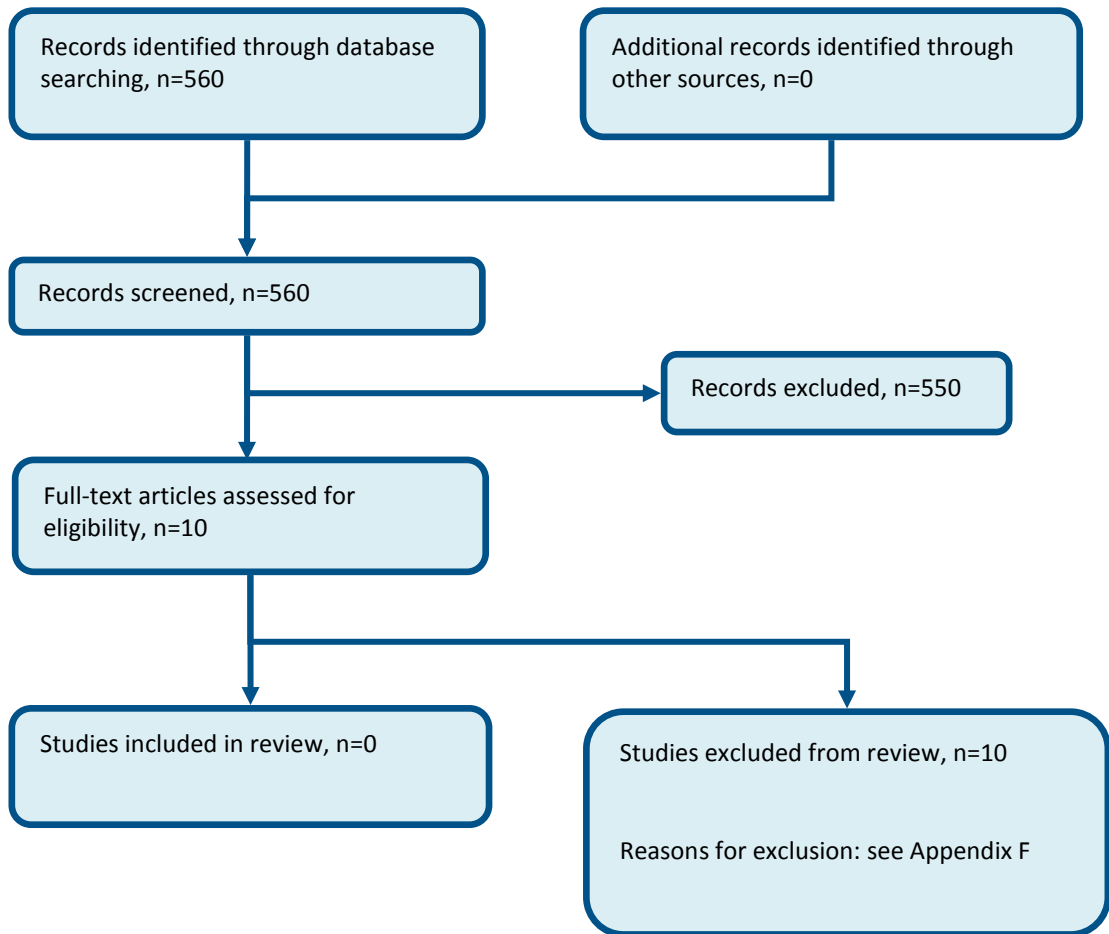 Records identified through database
searching, n=560
Additional records identified through
other sources, n=0
Records screened, n=560
Records excluded, n=550
Full-text articles assessed for
eligibility, n=10
Studies included in review, n=0
Studies excluded from review, n=10
Reasons for exclusion: see Appendix F